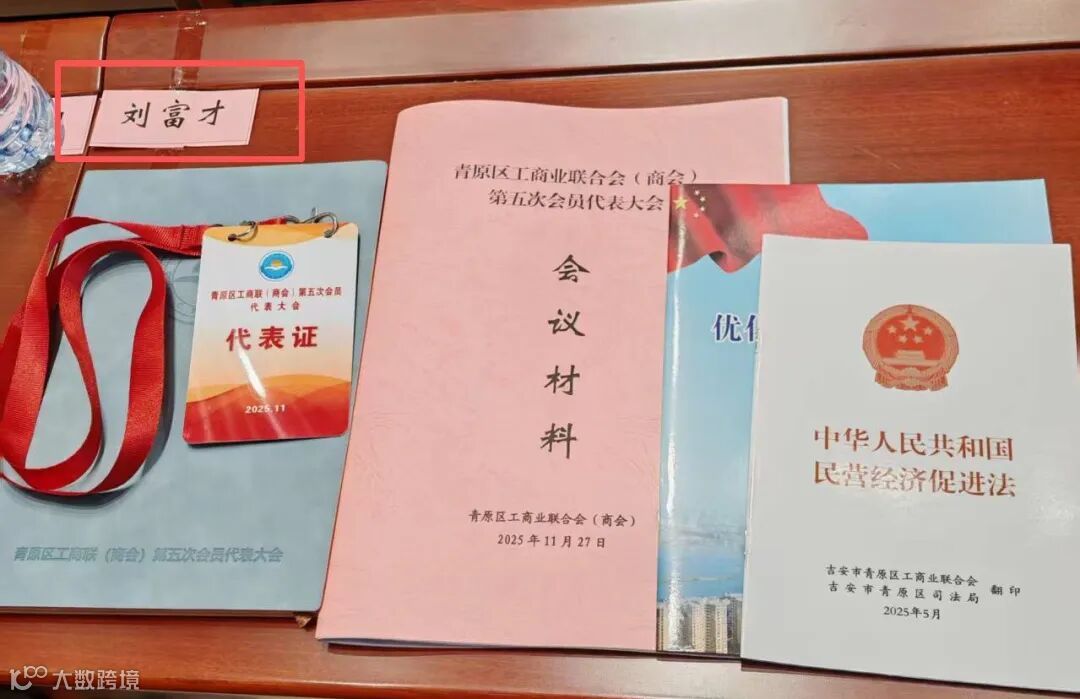 刘富才
青原区工商联（商会）第五次会员
代表大会
代表证
2025.11
青原区工商联（商会）第五次会员代表大会
青原区工商业联合会（商会）
第五次会员代表大会
会议材料
青原区工商业联合会（商会）
2025年11月27日
优
中华人民共和国
民营经济促进法
吉安市青原区工商业联合会
吉安市青原区司法局
翻印
2025年5月
大数跨境